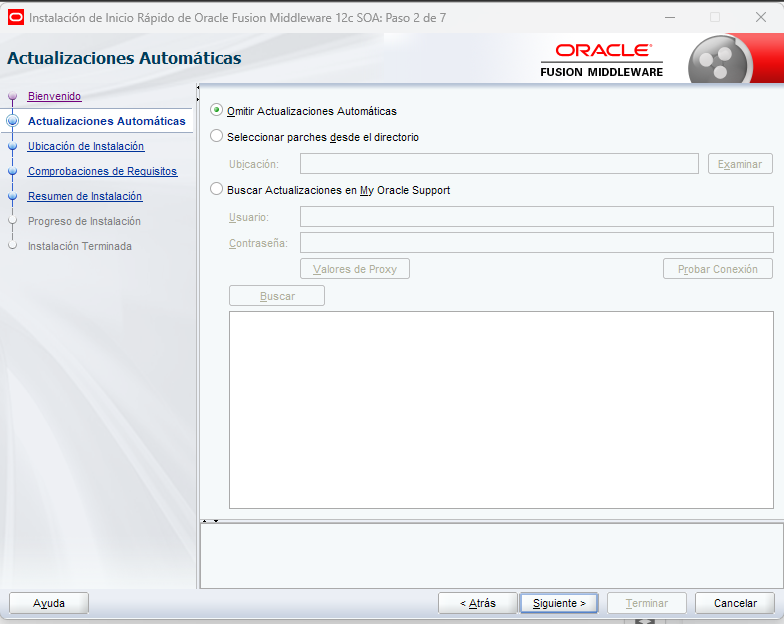 Instalación de Inicio Rápido de Oracle Fusion Middleware 12c SOA: Paso 2 de 7
Actualizaciones Automáticas
ORACLE
FUSION MIDDLEWARE
Bienvenido
Actualizaciones Automáticas
Ubicación de Instalación
Comprobaciones de Requisitos
Resumen de Instalación
Progreso de Instalación
Instalación Terminada
Omitir Actualizaciones Automáticas
Seleccionar parches desde el directorio
Ubicación:
Examinar
Buscar Actualizaciones en My Oracle Support
Usuario:
Contraseña:
Valores de Proxy
Probar Conexión
Buscar
Ayuda
< Atrás
Siguiente >
Terminar
Cancelar